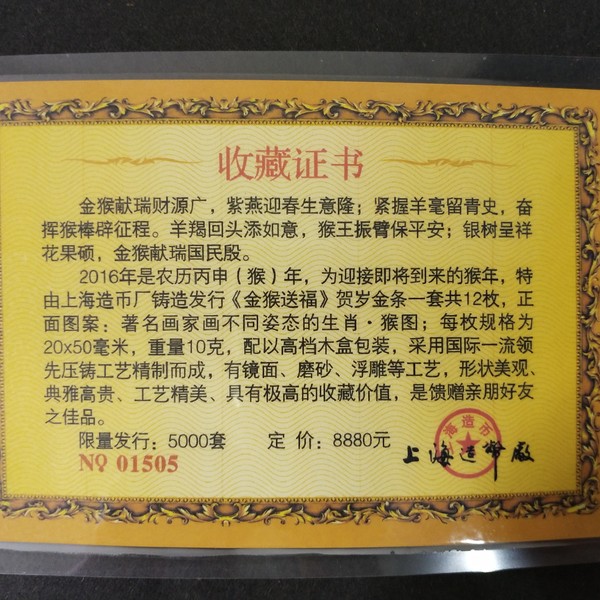 收藏证书
金猴献瑞财源广，紫燕迎春生意隆；紧握羊毫留青史，奋
挥猴棒辟征程。羊羯回头添如意，猴王振臂保平安；银树呈祥
花果硕，金猴献瑞国民殷。
2016年是农历丙申（猴）年，为迎接即将到来的猴年，特
由上海造币厂铸造发行《金猴送福》贺岁金条一套共12枚，正
面图案：著名画家画不同姿态的生肖·猴图；每枚规格为
20x50毫米，重量10克，配以高档木盒包装，采用国际一流领
先压铸工艺精制而成，有镜面、磨砂、浮雕等工艺，形状美观、
典雅高贵、工艺精美、具有极高的收藏价值，是馈赠亲朋好友
之佳品。
限量发行：5000套 定 价：8880元
Nº 01505
上海造幣廠
海造币